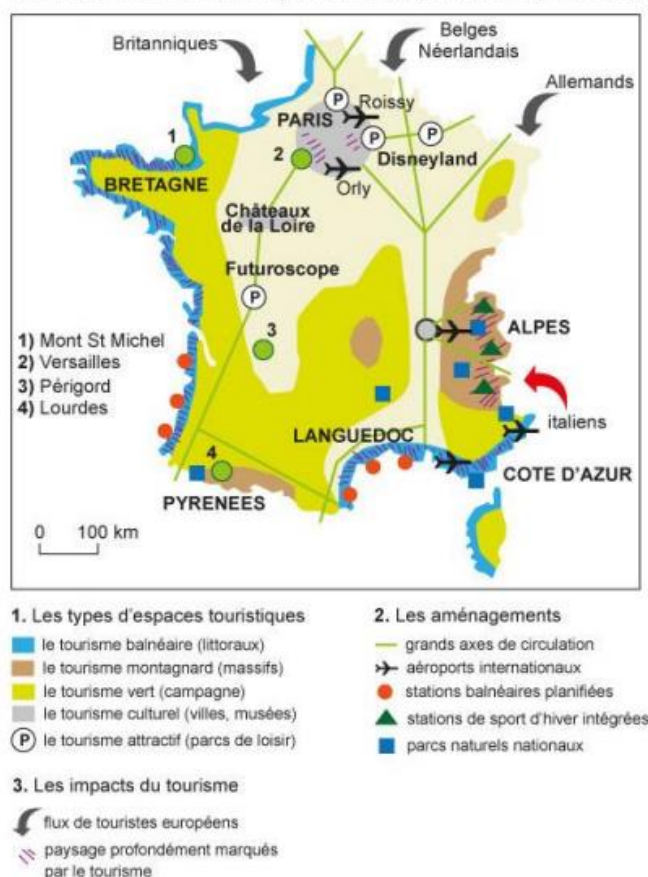 Britanniques
Belges
Néerlandais
Allemands
P
Roissy
PARIS
1
2
P
P
Disneyland
BRETAGNE
Orly
Châteaux
de la Loire
Futuroscope
P
1) Mont St Michel
2) Versailles
3) Périgord
4) Lourdes
3
ALPES
italiens
LANGUEDOC
4
COTE D'AZUR
PYRENEES
0 100 km
1. Les types d'espaces touristiques
le tourisme balnéaire (littoraux)
le tourisme montagnard (massifs)
le tourisme vert (campagne)
le tourisme culturel (villes, musées)
P le tourisme attractif (parcs de loisir)
2. Les aménagements
grands axes de circulation
aéroports internationaux
stations balnéaires planifiées
stations de sport d'hiver intégrées
parcs naturels nationaux
3. Les impacts du tourisme
flux de touristes européens
paysage profondément marqués
par le tourisme